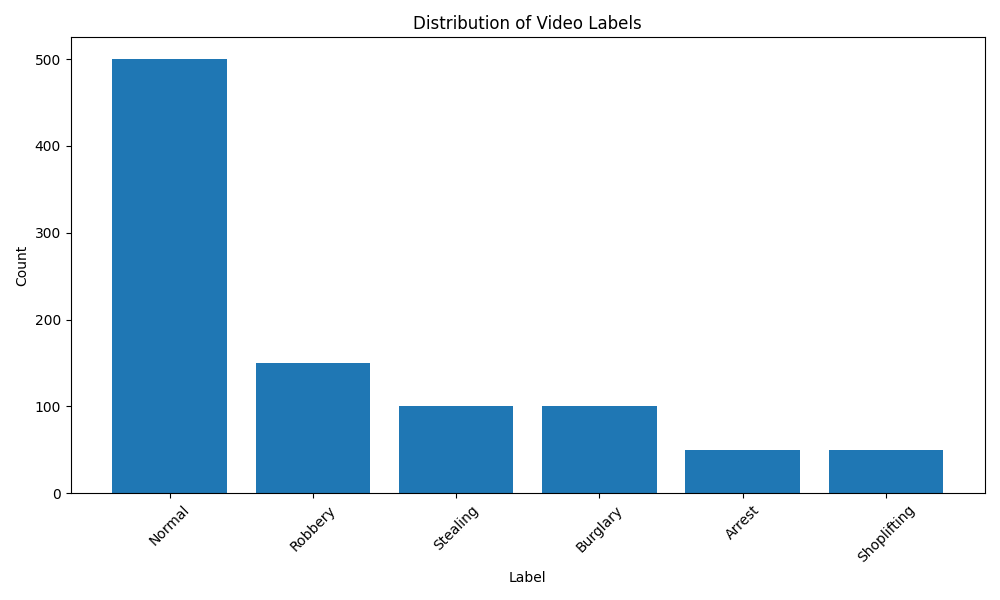 Distribution of Video Labels
500
400
300
200
100
0
Count
Normal
Robbery
Stealing
Burglary
Arrest
Shoplifting
Label